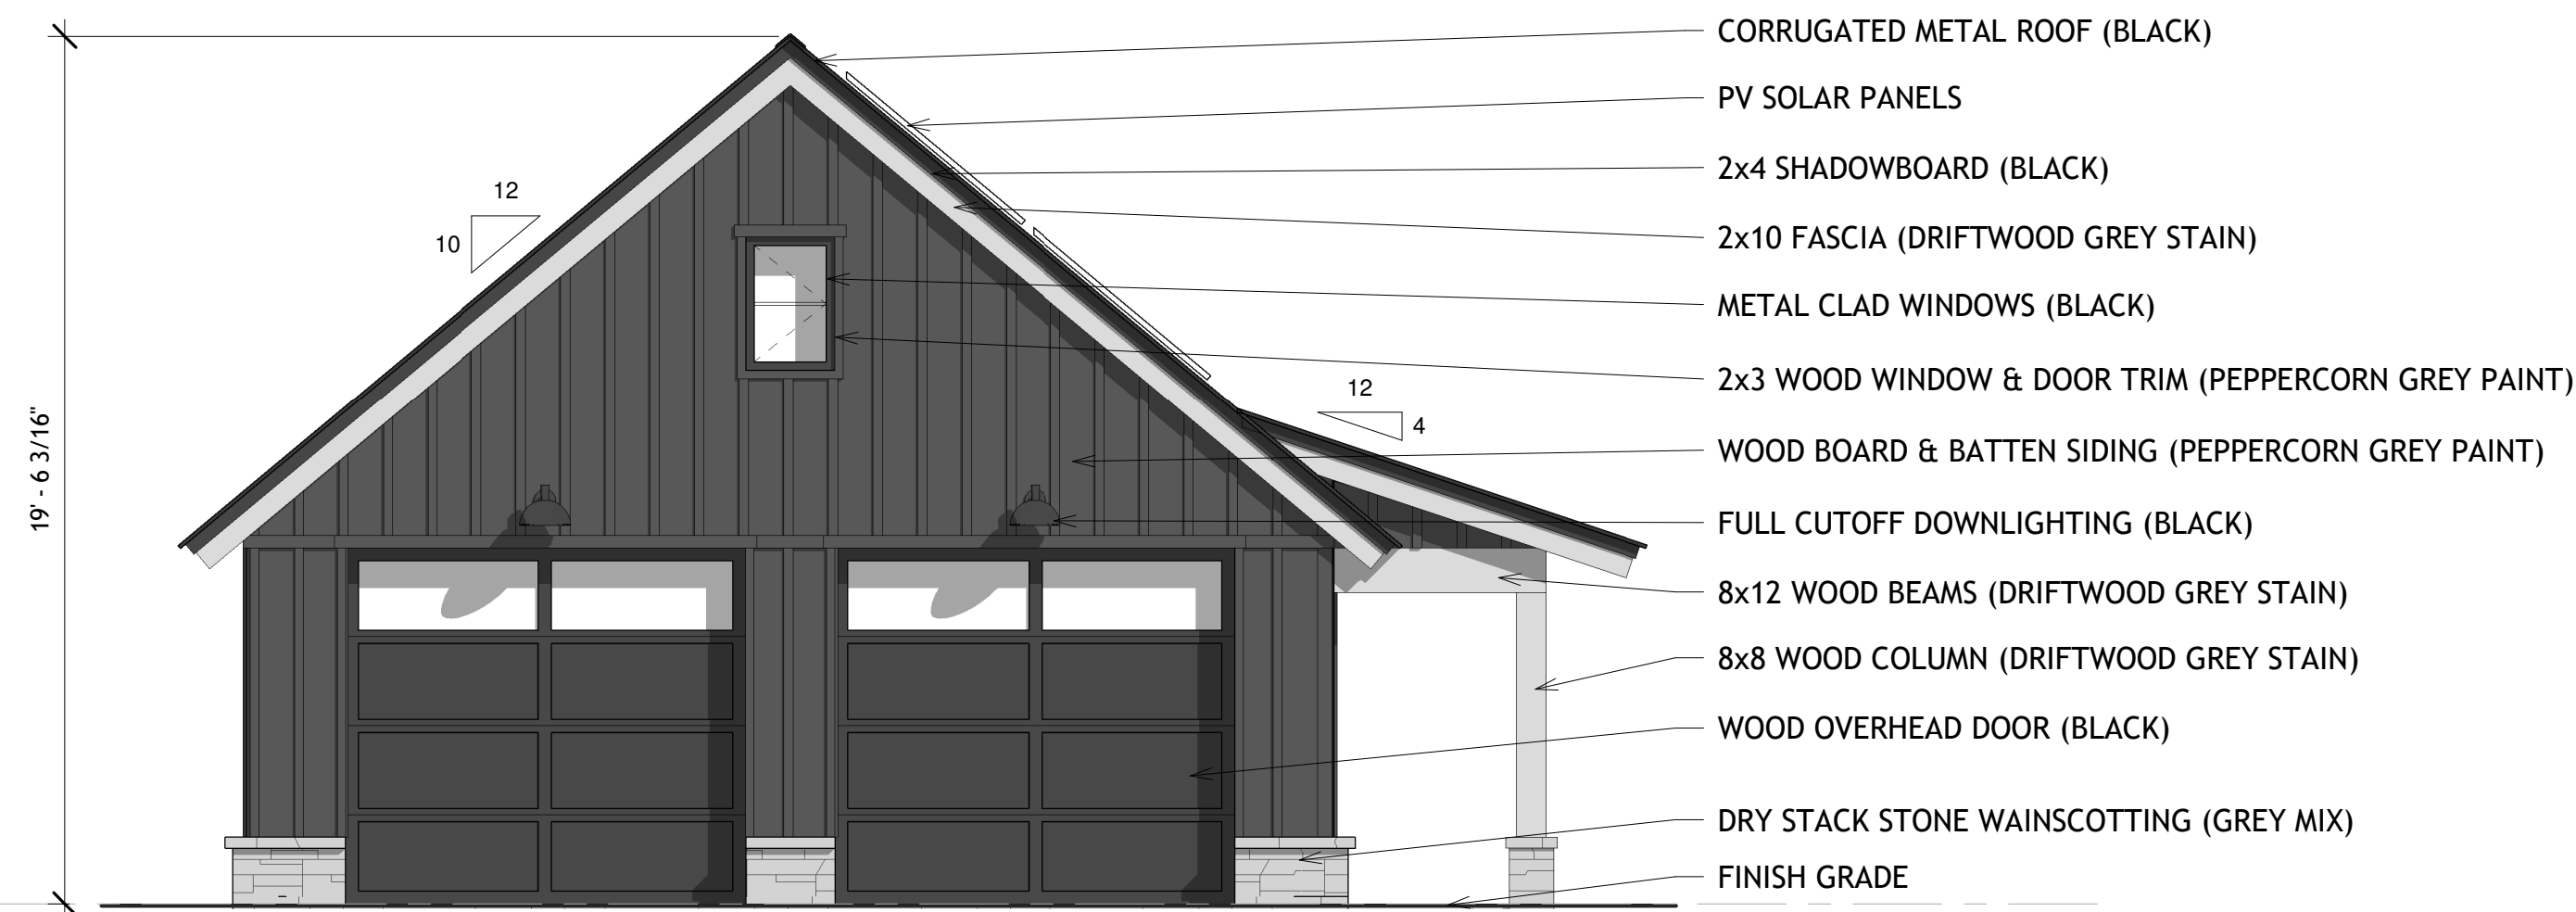 CORRUGATED METAL ROOF (BLACK)
PV SOLAR PANELS
2x4 SHADOWBOARD (BLACK)
12
10
2x10 FASCIA (DRIFTWOOD GREY STAIN)
METAL CLAD WINDOWS (BLACK)
2x3 WOOD WINDOW & DOOR TRIM (PEPPERCORN GREY PAINT)
12
4
WOOD BOARD & BATTEN SIDING (PEPPERCORN GREY PAINT)
19' - 6 3/16"
FULL CUTOFF DOWNLIGHTING (BLACK)
8x12 WOOD BEAMS (DRIFTWOOD GREY STAIN)
8x8 WOOD COLUMN (DRIFTWOOD GREY STAIN)
WOOD OVERHEAD DOOR (BLACK)
DRY STACK STONE WAINSCOTTING (GREY MIX)
FINISH GRADE